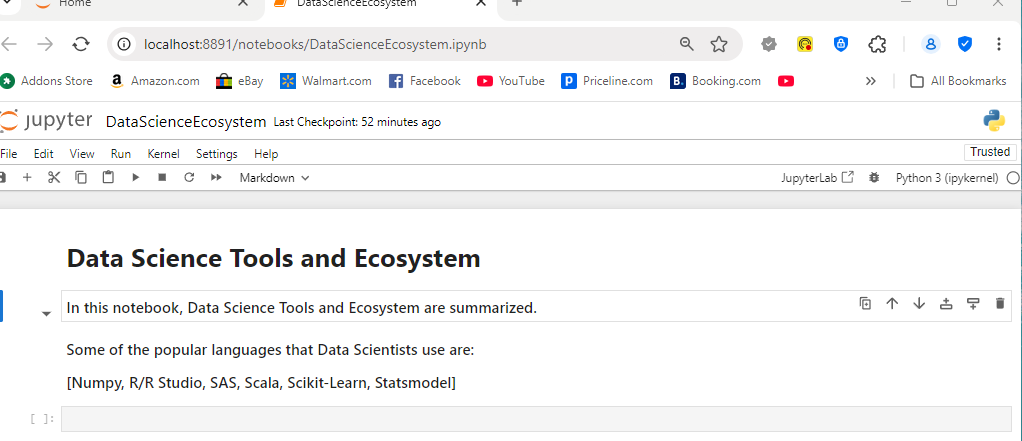 Home
DataScienceEcosystem
localhost:8891/notebooks/DataScienceEcosystem.ipynb
Addons Store Amazon.com eBay Walmart.com Facebook YouTube Priceline.com Booking.com All Bookmarks
jupyter DataScienceEcosystem Last Checkpoint: 52 minutes ago
File Edit View Run Kernel Settings Help Trusted
Markdown JupyterLab Python 3 (ipykernel)
Data Science Tools and Ecosystem
In this notebook, Data Science Tools and Ecosystem are summarized.
Some of the popular languages that Data Scientists use are:
[Numpy, R/R Studio, SAS, Scala, Scikit-Learn, Statsmodel]
[ ]: